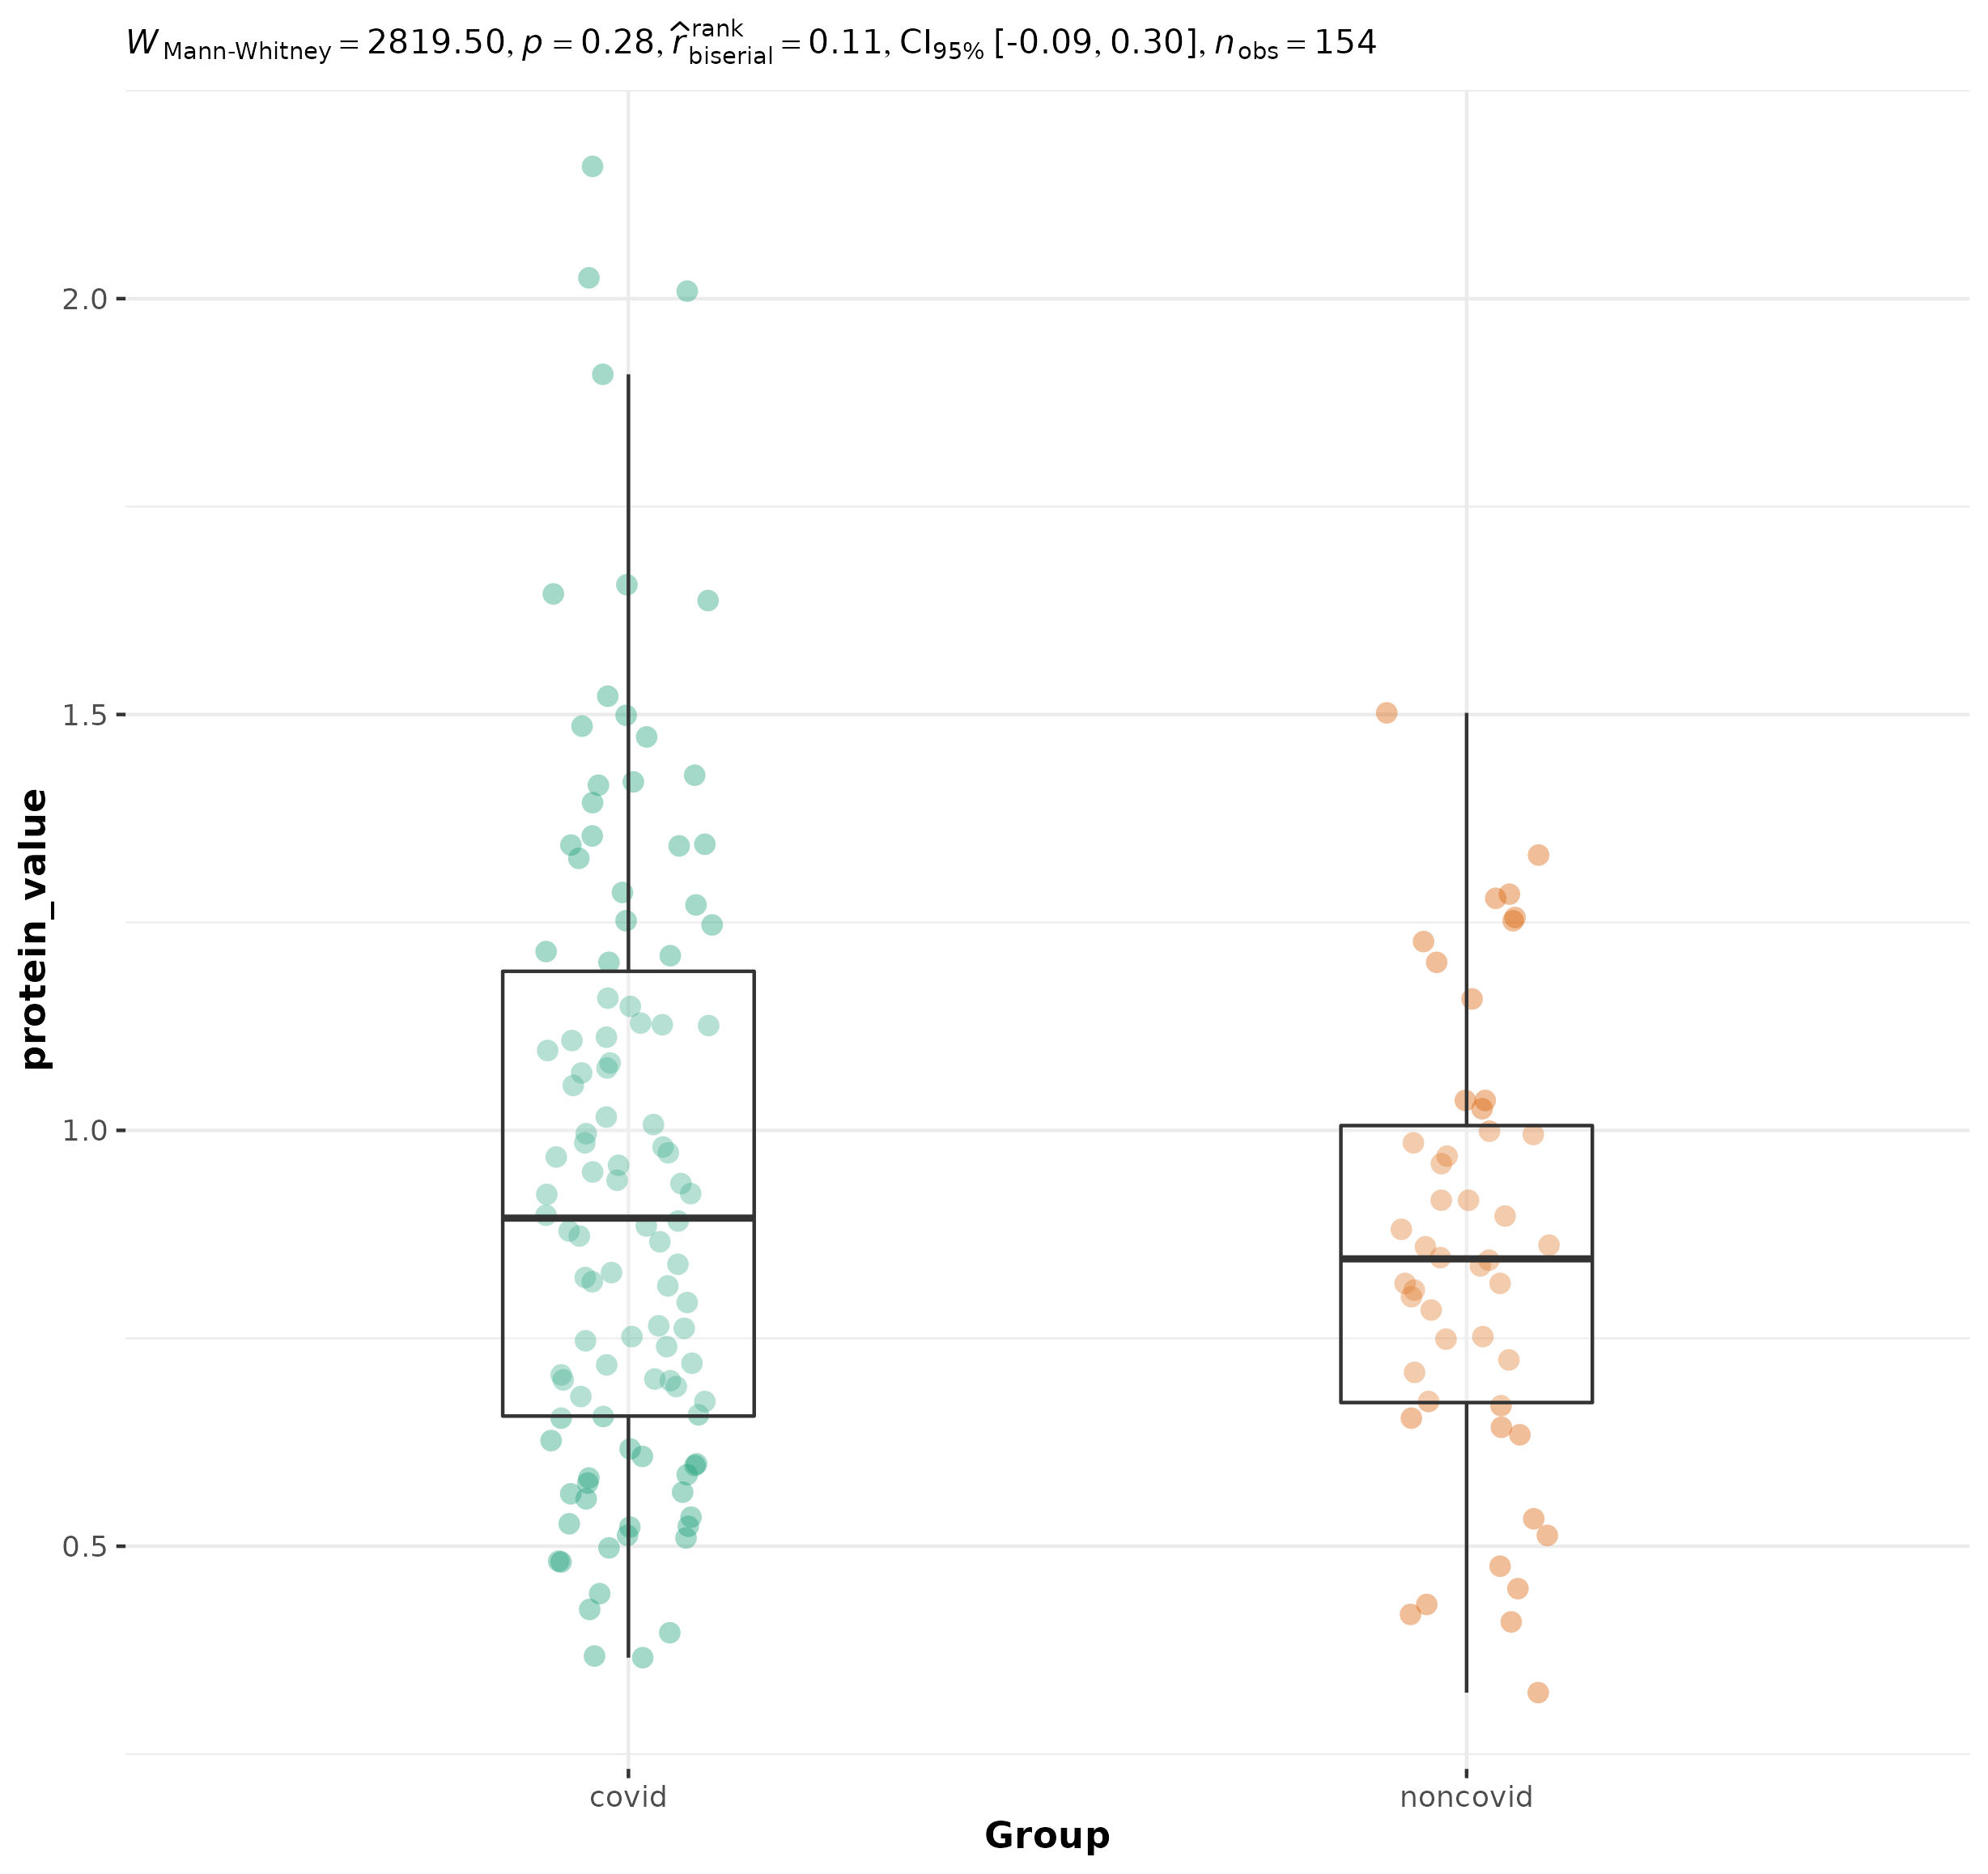 W Mann-Whitney = 2819.50, p = 0.28, r̂ rank biserial = 0.11, CI95% [-0.09, 0.30], n obs = 154
2.0
1.5
1.0
0.5
protein_value
covid noncovid
Group